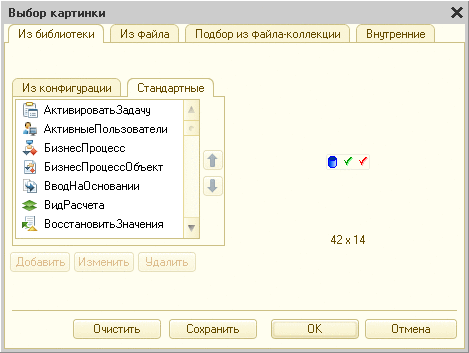 Выбор картинки
Из библиотеки Из файла Подбор из файла-коллекции Внутренние
Из конфигурации Стандартные
АктивироватьЗадачу
АктивныеПользователи
БизнесПроцесс
БизнесПроцессОбъект
ВводНаОсновании
ВидРасчета
ВосстановитьЗначения
42 x 14
Добавить Изменить Удалить
Очистить Сохранить OK Отмена